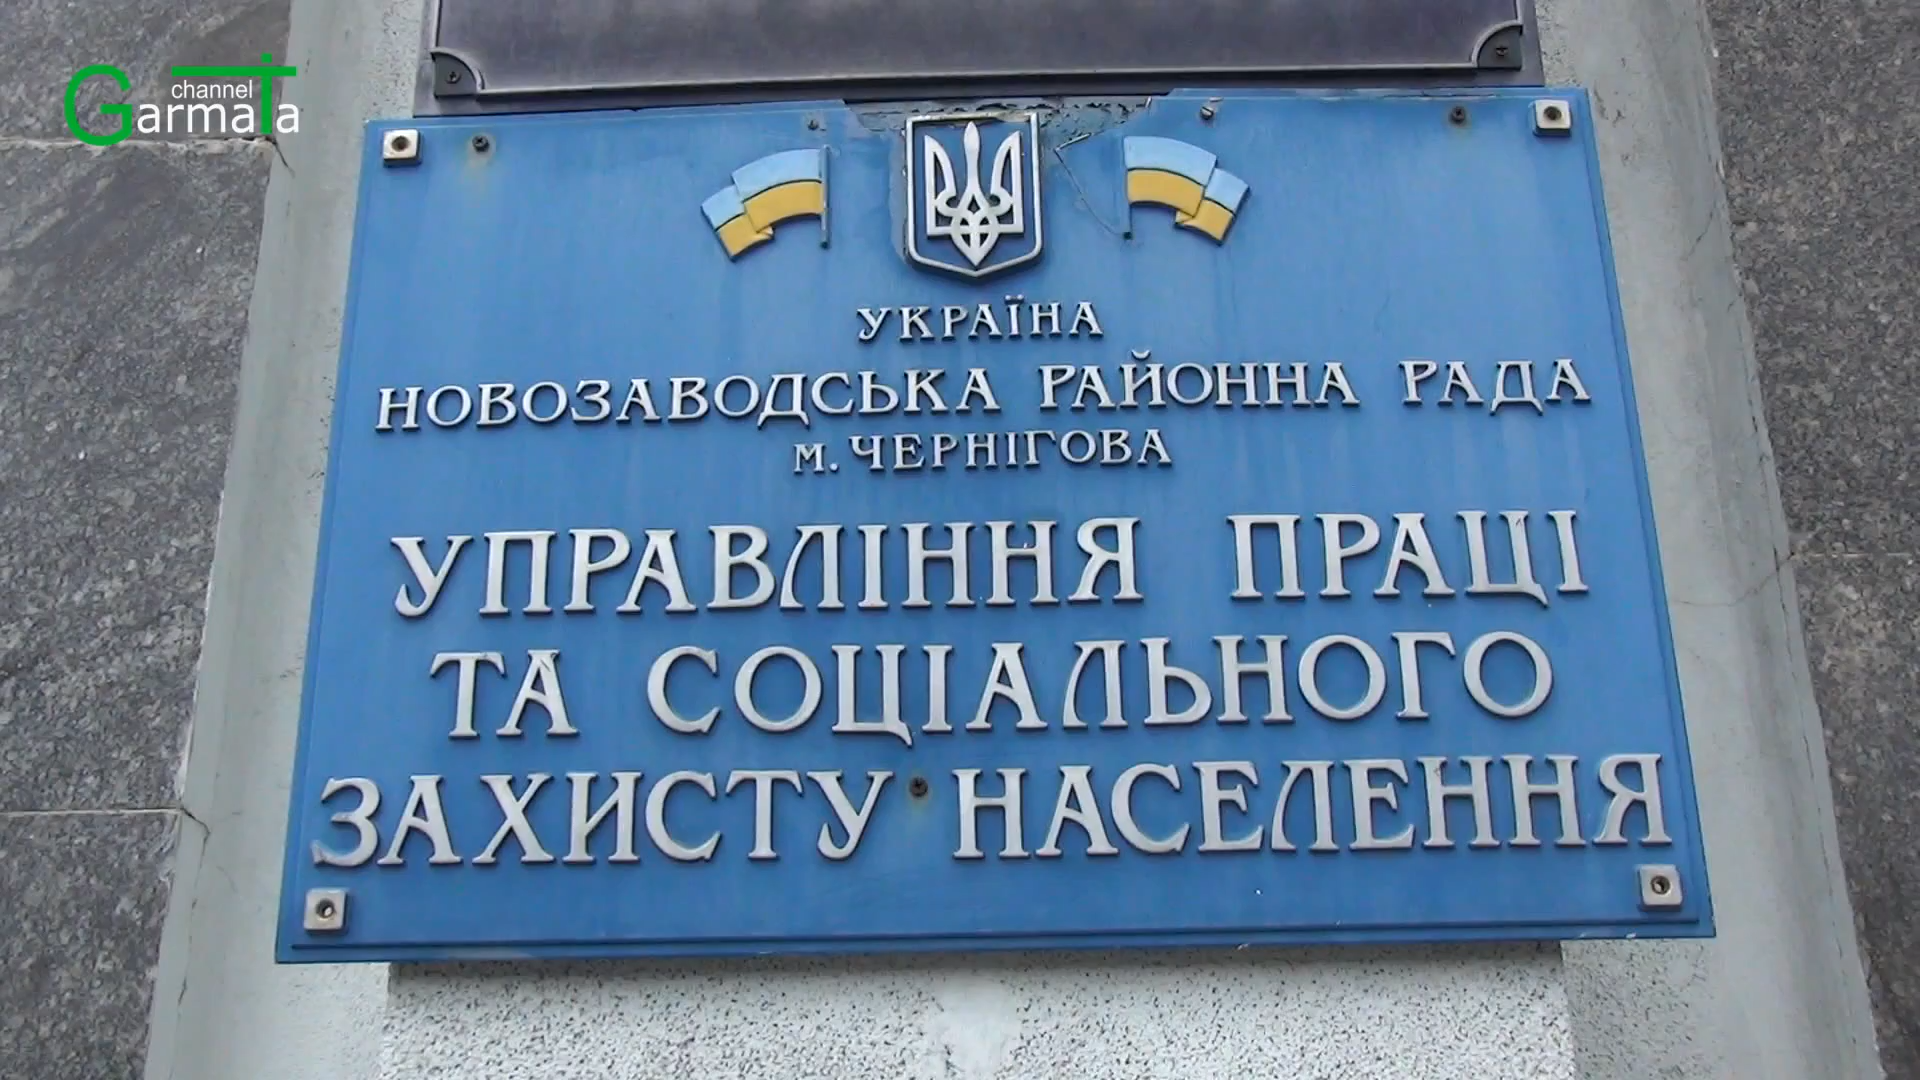 channel
GarmaTa
УКРАЇНА
НОВОЗАВОДСЬКА РАЙОННА РАДА
м. ЧЕРНІГОВА
УПРАВЛІННЯ ПРАЦІ
ТА СОЦІАЛЬНОГО
ЗАХИСТУ НАСЕЛЕННЯ